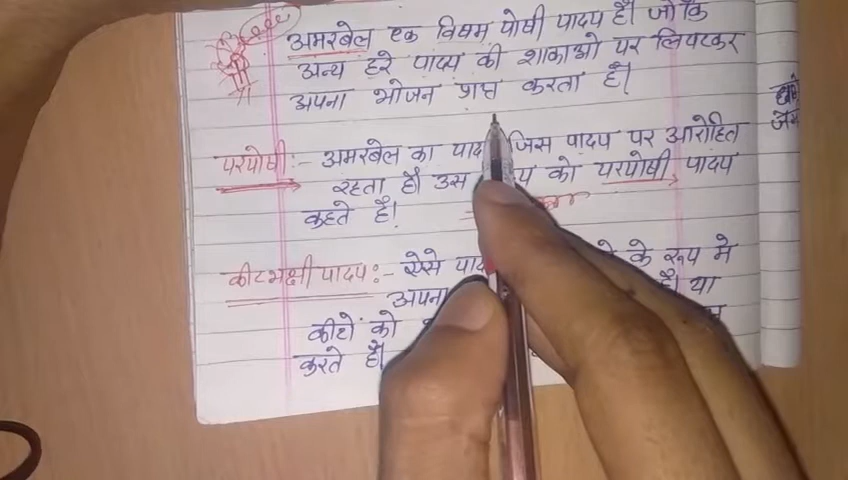 अमरबेल एक विषम पोषी पादप है। जो कि
अन्य हरे पादप की शाकाओ पर लिपटकर
अपना भोजन प्राप्त करता है।
परपोषी :- अमरबेल का जिस पादप पर आरोहित
रहता है। उस को परपोषी पादप
कहते है।
कीटभक्षी पादप :- ऐसे के रूप मे
अपना है। या
कीटों को
करते है।